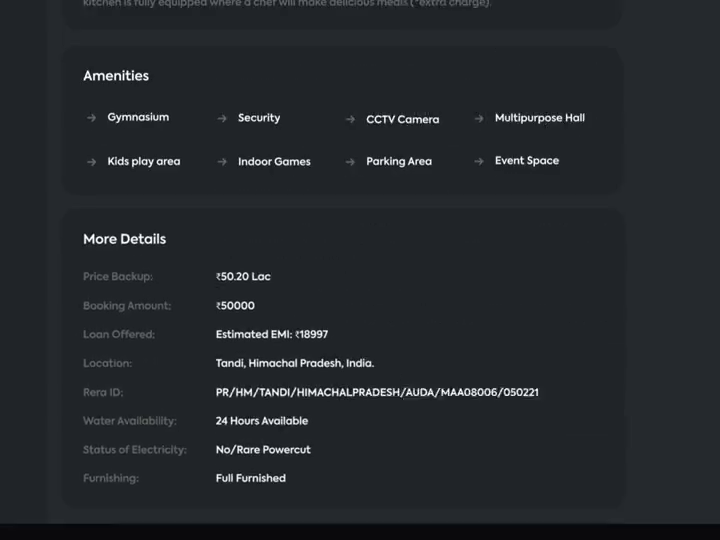 kitchen is fully equipped where a chef will make delicious meals (*extra charge).
Amenities
→ Gymnasium → Security → CCTV Camera → Multipurpose Hall
→ Kids play area → Indoor Games → Parking Area → Event Space
More Details
Price Backup: ₹50.20 Lac
Booking Amount: ₹50000
Loan Offered: Estimated EMI: ₹18997
Location: Tandi, Himachal Pradesh, India.
Rera ID: PR/HM/TANDI/HIMACHALPRADESH/AUDA/MAA08006/050221
Water Availability: 24 Hours Available
Status of Electricity: No/Rare Powercut
Furnishing: Full Furnished